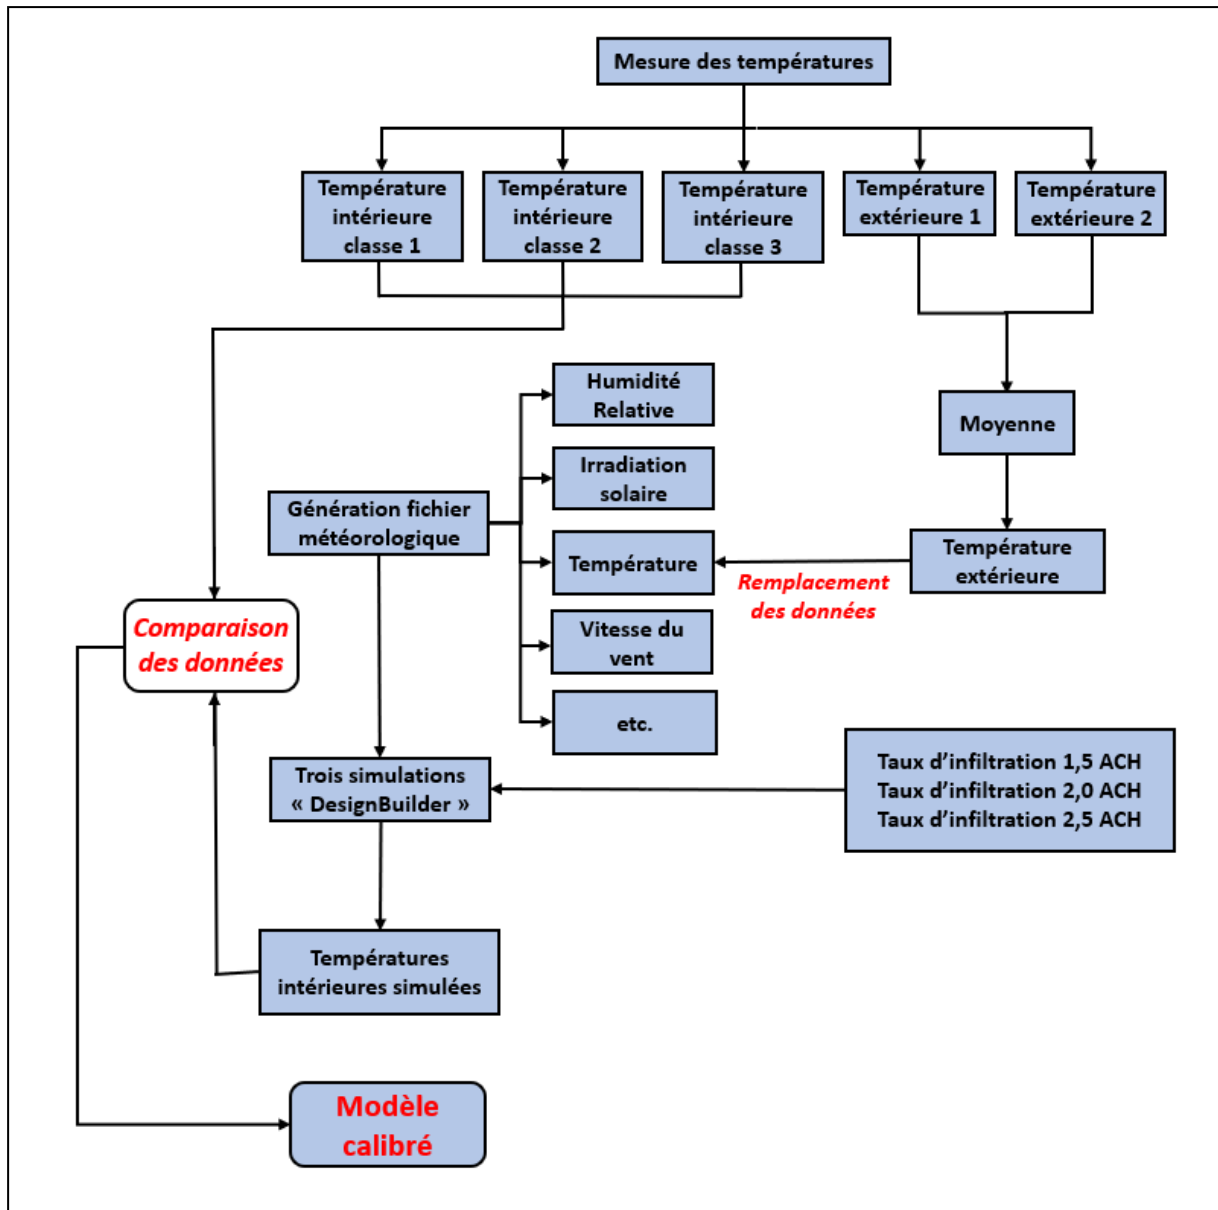 Mesure des températures
Température
intérieure
classe 1
Température
intérieure
classe 2
Température
intérieure
classe 3
Température
extérieure 1
Température
extérieure 2
Humidité
Relative
Moyenne
Irradiation
solaire
Génération fichier
météorologique
Température
Remplacement
des données
Température
extérieure
Comparaison
des données
Vitesse du
vent
etc.
Trois simulations
« DesignBuilder »
Taux d’infiltration 1,5 ACH
Taux d’infiltration 2,0 ACH
Taux d’infiltration 2,5 ACH
Températures
intérieures simulées
Modèle
calibré